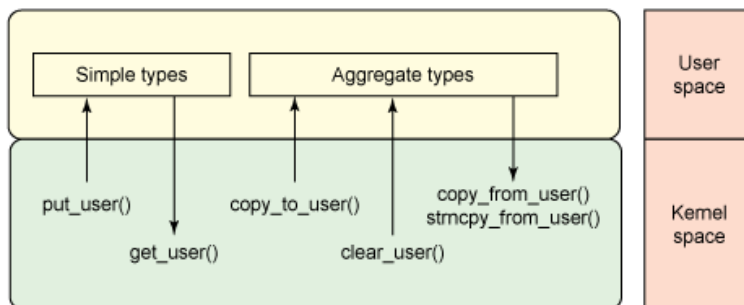 Simple types
Aggregate types
User
space
put_user()
copy_to_user()
copy_from_user()
strncpy_from_user()
get_user()
clear_user()
Kernel
space